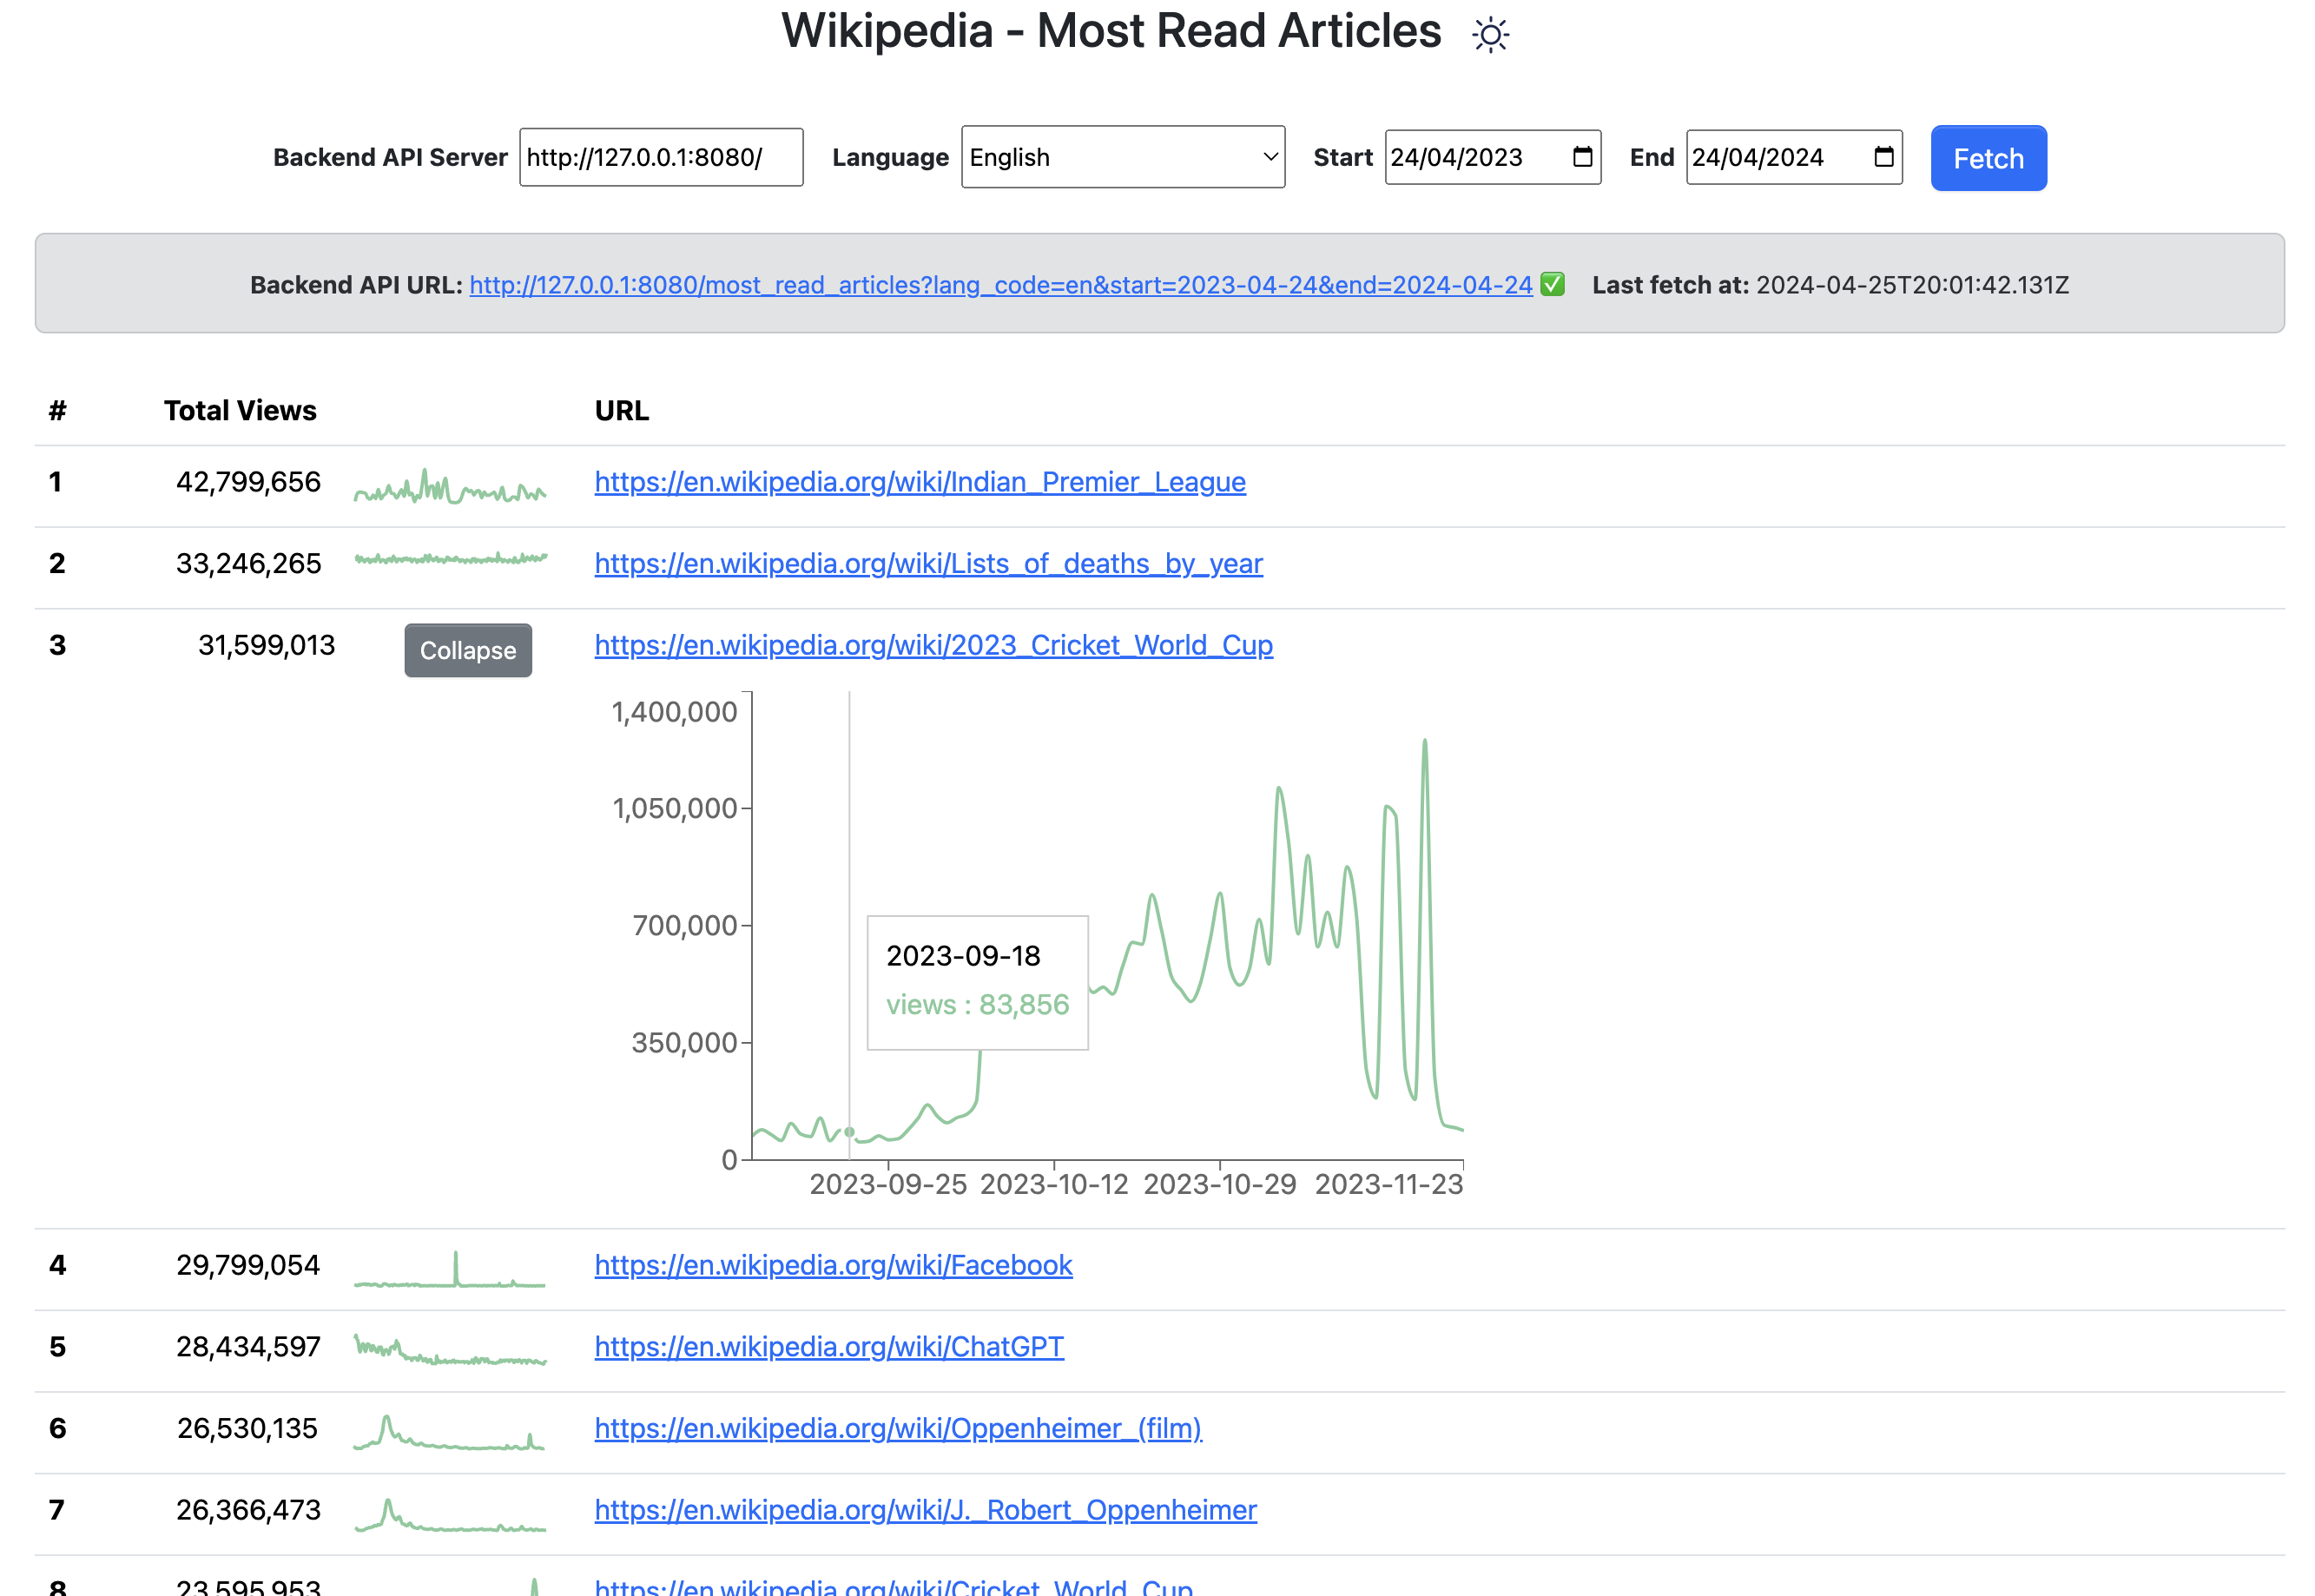 Wikipedia - Most Read Articles
Backend API Server http://127.0.0.1:8080/ Language English Start 24/04/2023 End 24/04/2024 Fetch
Backend API URL: http://127.0.0.1:8080/most_read_articles?lang_code=en&start=2023-04-24&end=2024-04-24 ✅ Last fetch at: 2024-04-25T20:01:42.131Z
# Total Views URL
1 42,799,656 https://en.wikipedia.org/wiki/Indian_Premier_League
2 33,246,265 https://en.wikipedia.org/wiki/Lists_of_deaths_by_year
3 31,599,013 Collapse https://en.wikipedia.org/wiki/2023_Cricket_World_Cup
1,400,000
1,050,000
700,000
2023-09-18
views : 83,856
350,000
0
2023-09-25 2023-10-12 2023-10-29 2023-11-23
4 29,799,054 https://en.wikipedia.org/wiki/Facebook
5 28,434,597 https://en.wikipedia.org/wiki/ChatGPT
6 26,530,135 https://en.wikipedia.org/wiki/Oppenheimer_(film)
7 26,366,473 https://en.wikipedia.org/wiki/J._Robert_Oppenheimer
8 23,595,953 https://en.wikipedia.org/wiki/Cricket_World_Cup